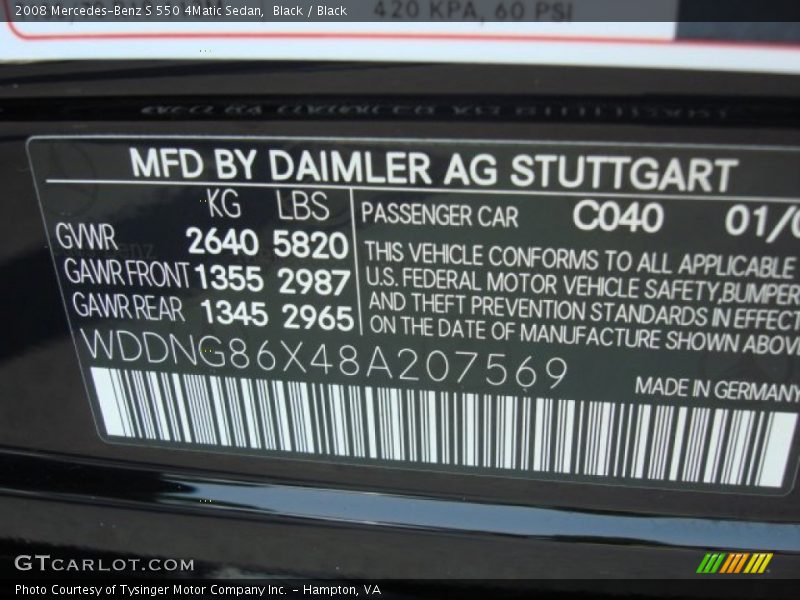 2008 Mercedes-Benz S 550 4Matic Sedan, Black / Black
420 KPA, 60 PSI
MFD BY DAIMLER AG STUTTGART
KG LBS
GVWR 2640 5820
GAWR FRONT 1355 2987
GAWR REAR 1345 2965
PASSENGER CAR C040 01/0
THIS VEHICLE CONFORMS TO ALL APPLICABLE
U.S. FEDERAL MOTOR VEHICLE SAFETY, BUMPER
AND THEFT PREVENTION STANDARDS IN EFFECT
ON THE DATE OF MANUFACTURE SHOWN ABOV
WDDNG86X48A207569
MADE IN GERMANY
GTCARLOT.COM
Photo Courtesy of Tysinger Motor Company Inc. - Hampton, VA